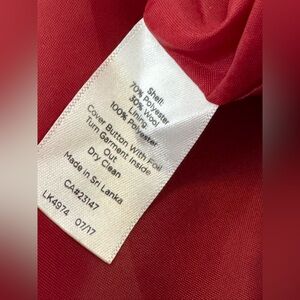 Shell:
70% Polyester
30% Wool
Lining
100% Polyester
Cover Button With Foil
Turn Garment Inside
Out
Dry Clean
Made in Sri Lanka
CA#23147
LK4974 07/17